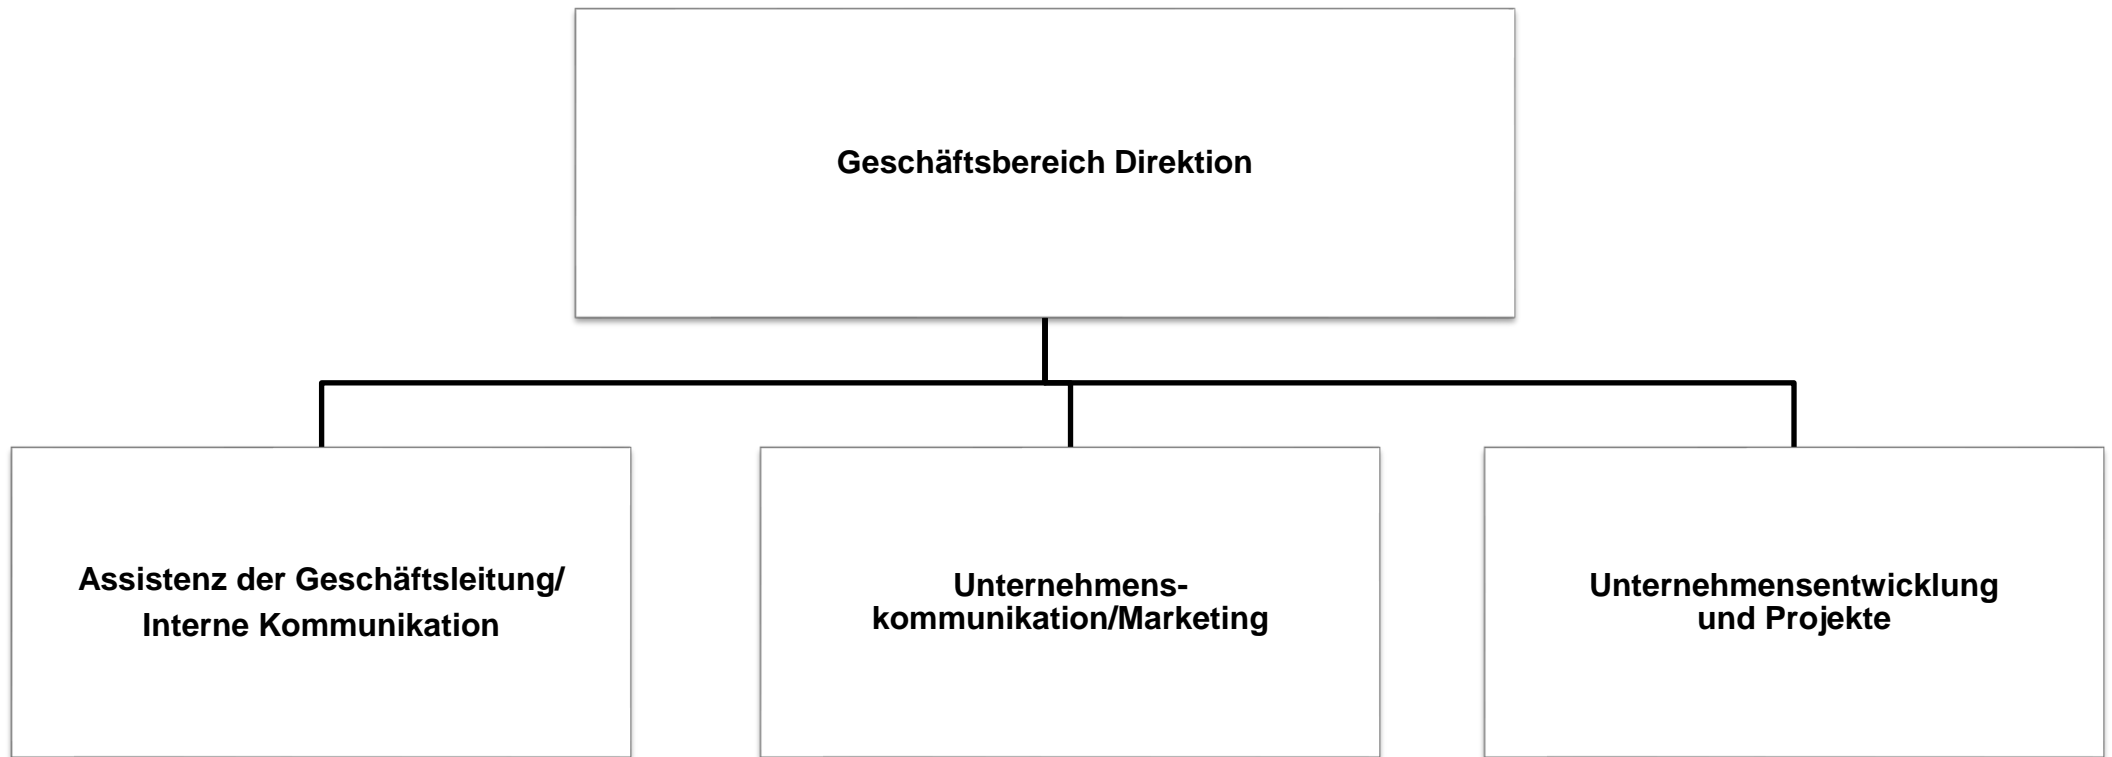 Geschäftsbereich Direktion
Assistenz der Geschäftsleitung/
Interne Kommunikation
Unternehmens-
kommunikation/Marketing
Unternehmensentwicklung
und Projekte